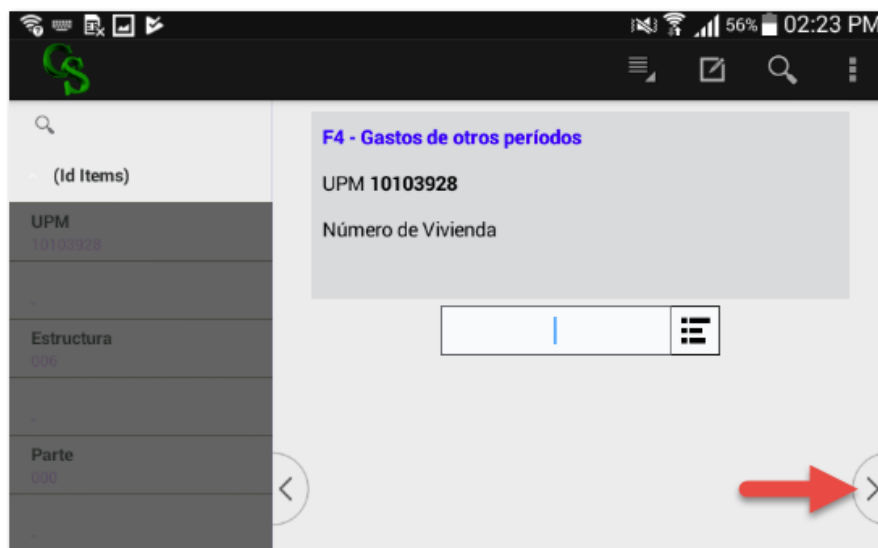 56% 02:23 PM
CS
(Id Items)
UPM
10103928
Estructura
006
Parte
000
F4 - Gastos de otros períodos
UPM 10103928
Número de Vivienda